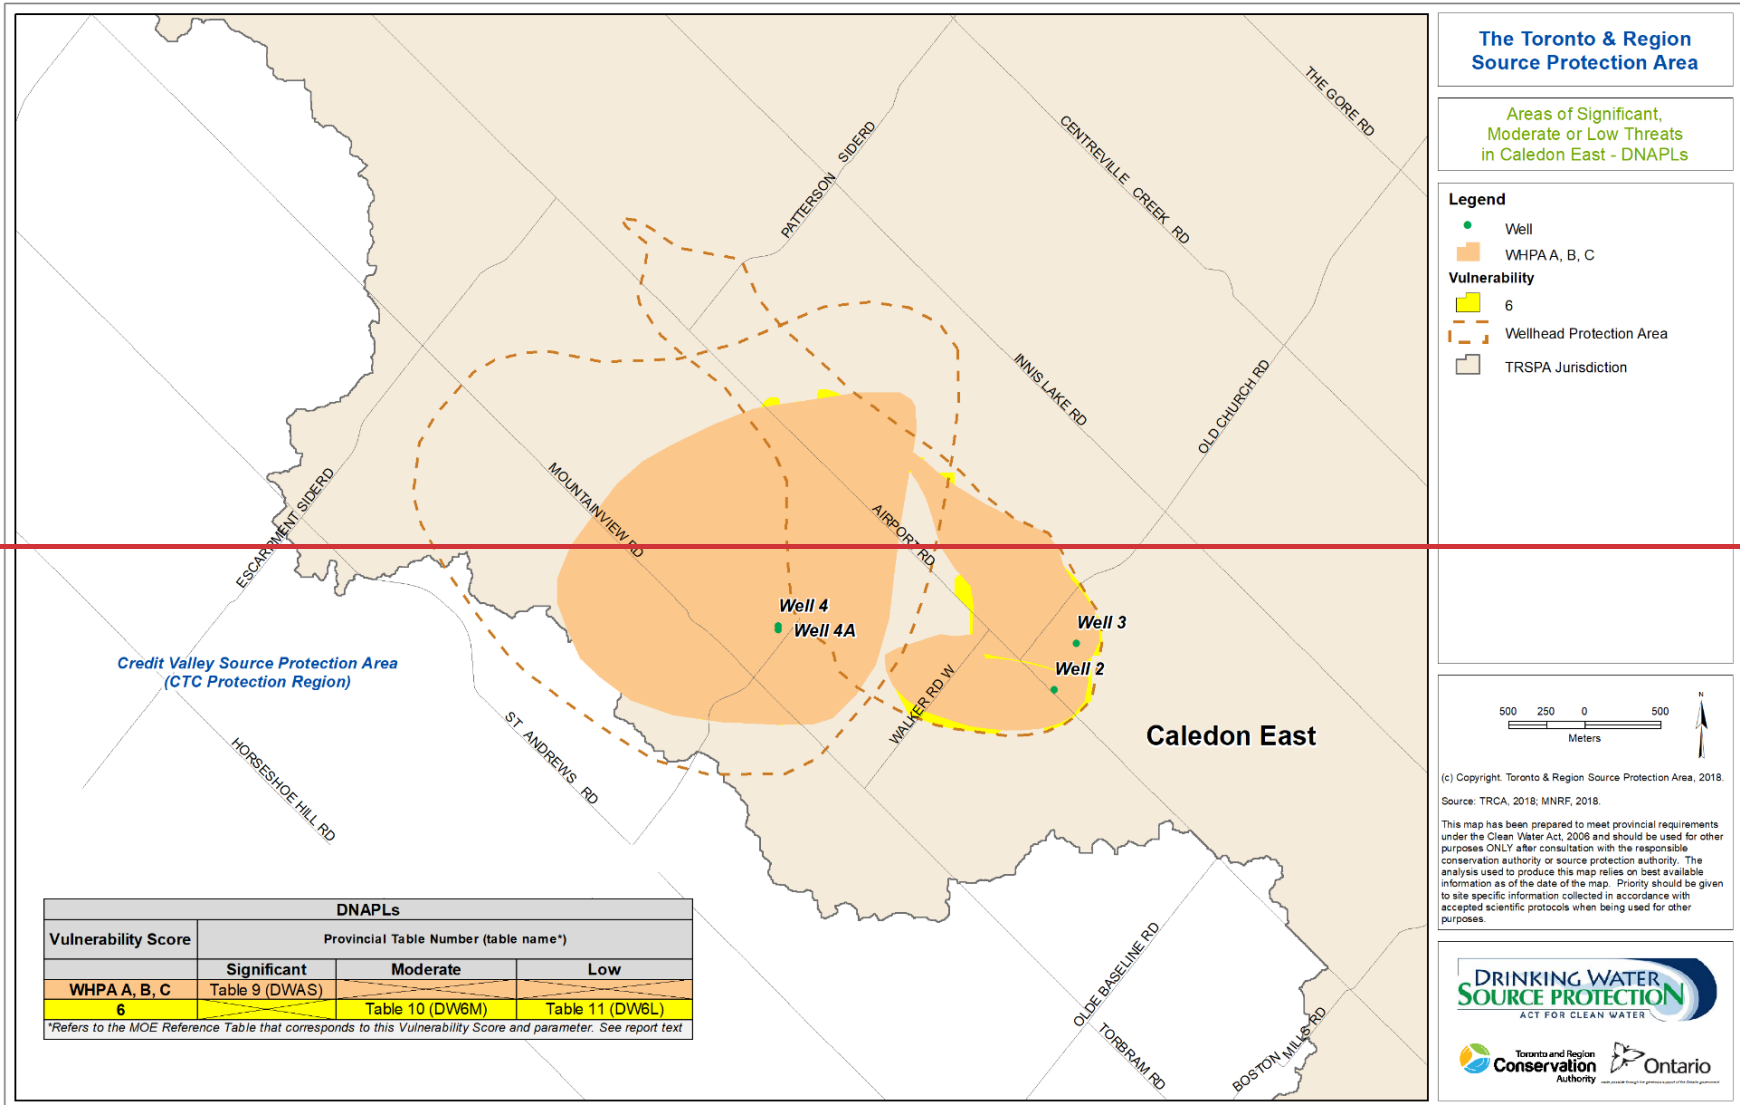 The Toronto & Region
Source Protection Area
Areas of Significant,
Moderate or Low Threats
in Caledon East - DNAPLs
Legend
Well
WHPA A, B, C
Vulnerability
6
Wellhead Protection Area
TRSPA Jurisdiction
THE GORE RD
CENTREVILLE CREEK RD
PATTERSON SIDERD
INNIS LAKE RD
OLD CHURCH RD
ESCARPMENT SIDERD
MOUNTAINVIEW RD
AIRPORT RD
Well 4
Well 4A
Well 3
Well 2
WALKER RD W
Credit Valley Source Protection Area
(CTC Protection Region)
ST ANDREWS RD
HORSESHOE HILL RD
Caledon East
OLDE BASELINE RD
TORBRAM RD
BOSTON MILLS RD
DNAPLs
Vulnerability Score Provincial Table Number (table name*)
Significant Moderate Low
WHPA A, B, C Table 9 (DWAS)
6 Table 10 (DW6M) Table 11 (DW6L)
*Refers to the MOE Reference Table that corresponds to this Vulnerability Score and parameter. See report text
N
500 250 0 500
Meters
(c) Copyright. Toronto & Region Source Protection Area, 2018.
Source: TRCA, 2018; MNRF, 2018.
This map has been prepared to meet provincial requirements
under the Clean Water Act, 2006 and should be used for other
purposes ONLY after consultation with the responsible
conservation authority or source protection authority. The
analysis used to produce this map relies on best available
information as of the date of the map. Priority should be given
to site specific information collected in accordance with
accepted scientific protocols when being used for other
purposes.
DRINKING WATER
SOURCE PROTECTION
ACT FOR CLEAN WATER
Toronto and Region
Conservation
Authority
Ontario